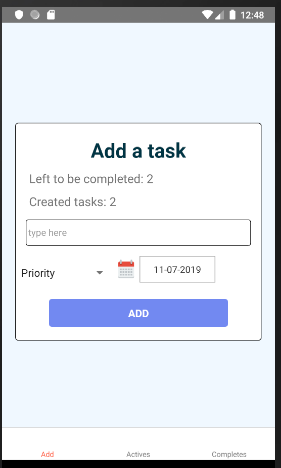 12:48
Add a task
Left to be completed: 2
Created tasks: 2
type here
Priority 11-07-2019
ADD
Add Actives Completes